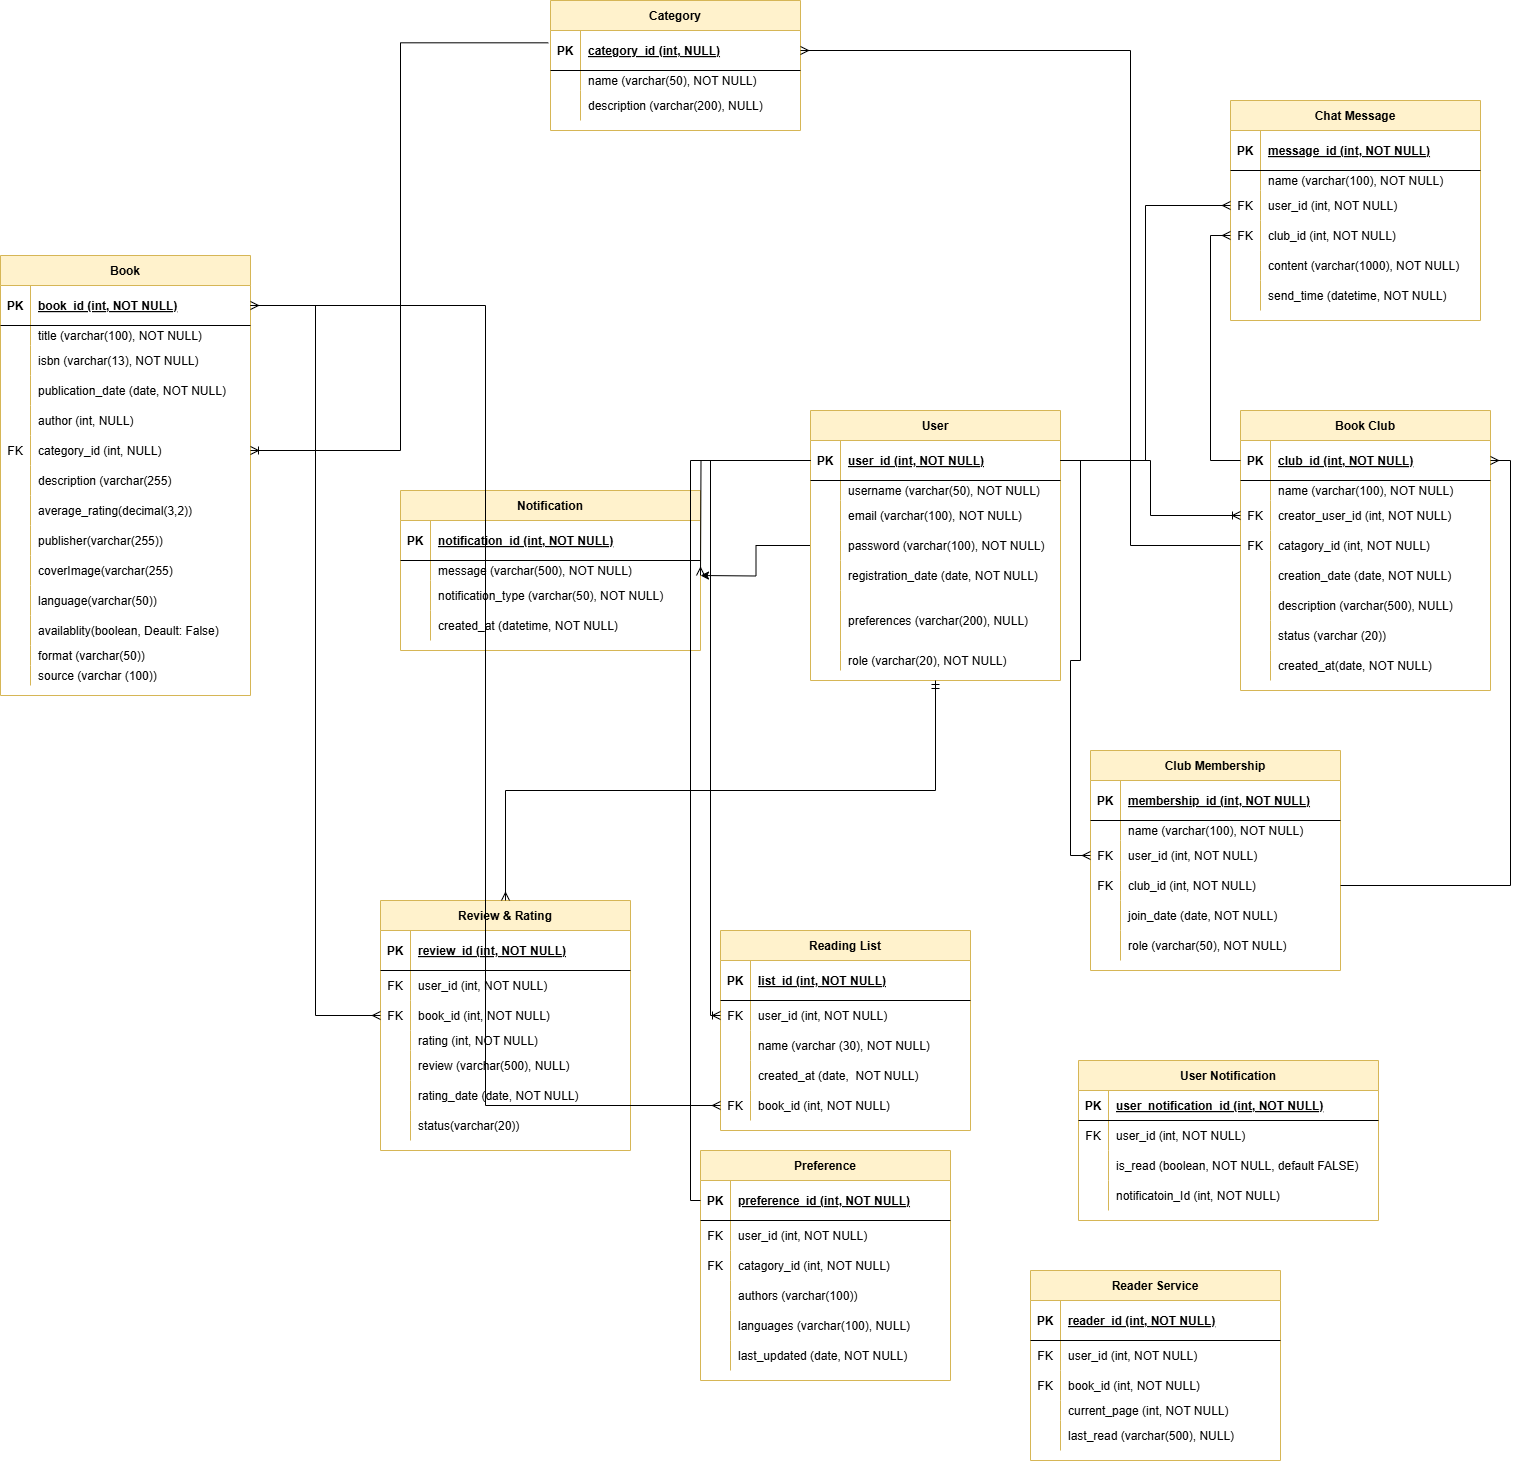 Category
PK category_id (int, NULL)
name (varchar(50), NOT NULL)
description (varchar(200), NULL)
Chat Message
PK message_id (int, NOT NULL)
name (varchar(100), NOT NULL)
FK user_id (int, NOT NULL)
FK club_id (int, NOT NULL)
content (varchar(1000), NOT NULL)
send_time (datetime, NOT NULL)
Book
PK book_id (int, NOT NULL)
title (varchar(100), NOT NULL)
isbn (varchar(13), NOT NULL)
publication_date (date, NOT NULL)
author (int, NULL)
FK category_id (int, NULL)
description (varchar(255)
average_rating(decimal(3,2))
publisher(varchar(255))
coverImage(varchar(255)
language(varchar(50))
availablity(boolean, Deault: False)
format (varchar(50))
source (varchar (100))
Notification
PK notification_id (int, NOT NULL)
message (varchar(500), NOT NULL)
notification_type (varchar(50), NOT NULL)
created_at (datetime, NOT NULL)
User
PK user_id (int, NOT NULL)
username (varchar(50), NOT NULL)
email (varchar(100), NOT NULL)
password (varchar(100), NOT NULL)
registration_date (date, NOT NULL)
preferences (varchar(200), NULL)
role (varchar(20), NOT NULL)
Book Club
PK club_id (int, NOT NULL)
name (varchar(100), NOT NULL)
FK creator_user_id (int, NOT NULL)
FK catagory_id (int, NOT NULL)
creation_date (date, NOT NULL)
description (varchar(500), NULL)
status (varchar (20))
created_at(date, NOT NULL)
Club Membership
PK membership_id (int, NOT NULL)
name (varchar(100), NOT NULL)
FK user_id (int, NOT NULL)
FK club_id (int, NOT NULL)
join_date (date, NOT NULL)
role (varchar(50), NOT NULL)
Review & Rating
PK review_id (int, NOT NULL)
FK user_id (int, NOT NULL)
FK book_id (int, NOT NULL)
rating (int, NOT NULL)
review (varchar(500), NULL)
rating_date (date, NOT NULL)
status(varchar(20))
Reading List
PK list_id (int, NOT NULL)
FK user_id (int, NOT NULL)
name (varchar (30), NOT NULL)
created_at (date, NOT NULL)
FK book_id (int, NOT NULL)
Preference
PK preference_id (int, NOT NULL)
FK user_id (int, NOT NULL)
FK catagory_id (int, NOT NULL)
authors (varchar(100))
languages (varchar(100), NULL)
last_updated (date, NOT NULL)
User Notification
PK user_notification_id (int, NOT NULL)
FK user_id (int, NOT NULL)
is_read (boolean, NOT NULL, default FALSE)
notificatoin_Id (int, NOT NULL)
Reader Service
PK reader_id (int, NOT NULL)
FK user_id (int, NOT NULL)
FK book_id (int, NOT NULL)
current_page (int, NOT NULL)
last_read (varchar(500), NULL)